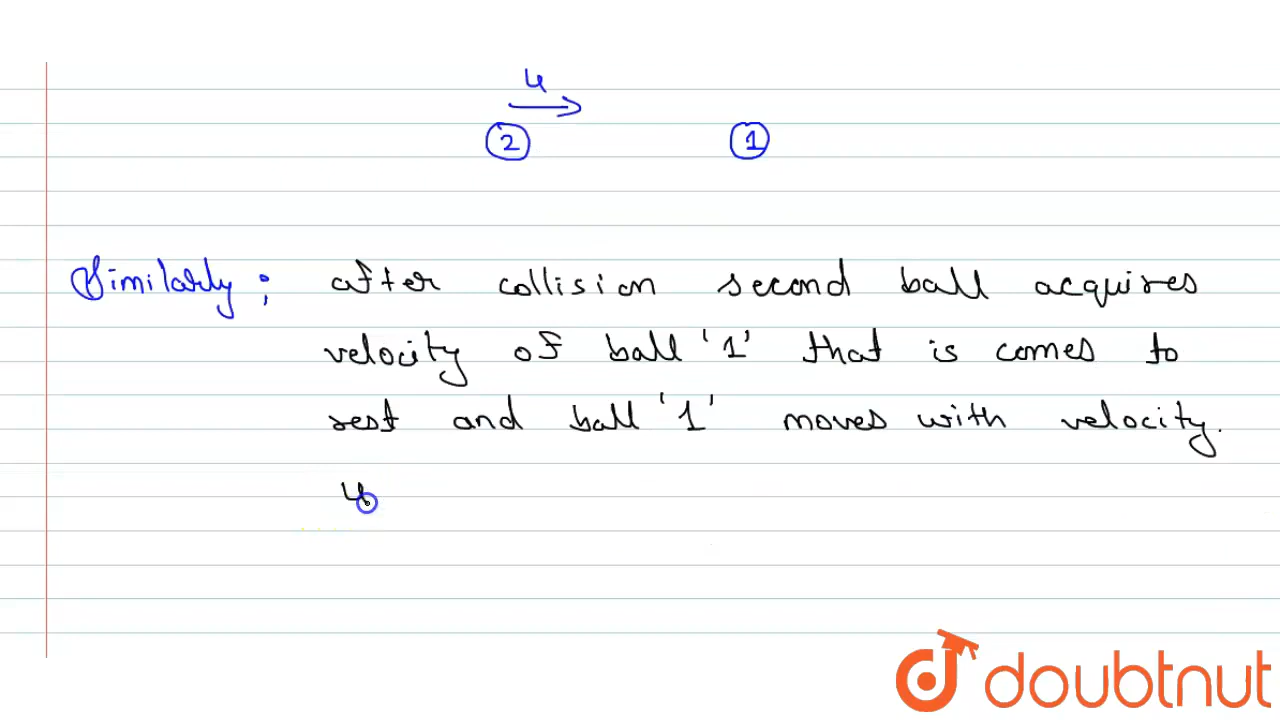 u
2 1
Similarly; after collision second ball acquires
velocity of ball '1' that is comes to
rest and ball '1' moves with velocity.
u
doubtnut